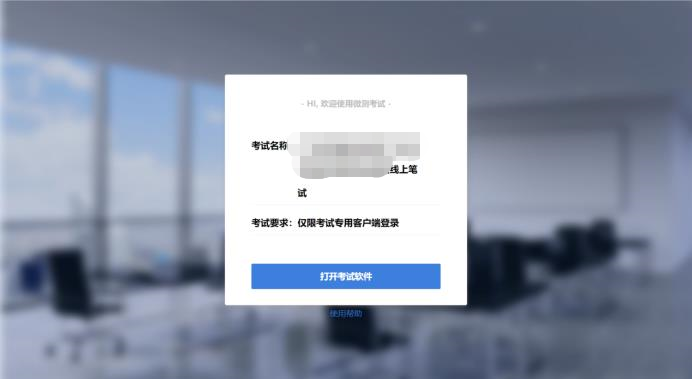 - HI, 欢迎使用微测考试 -
考试名称
线上笔
试
考试要求：仅限考试专用客户端登录
打开考试软件
使用帮助